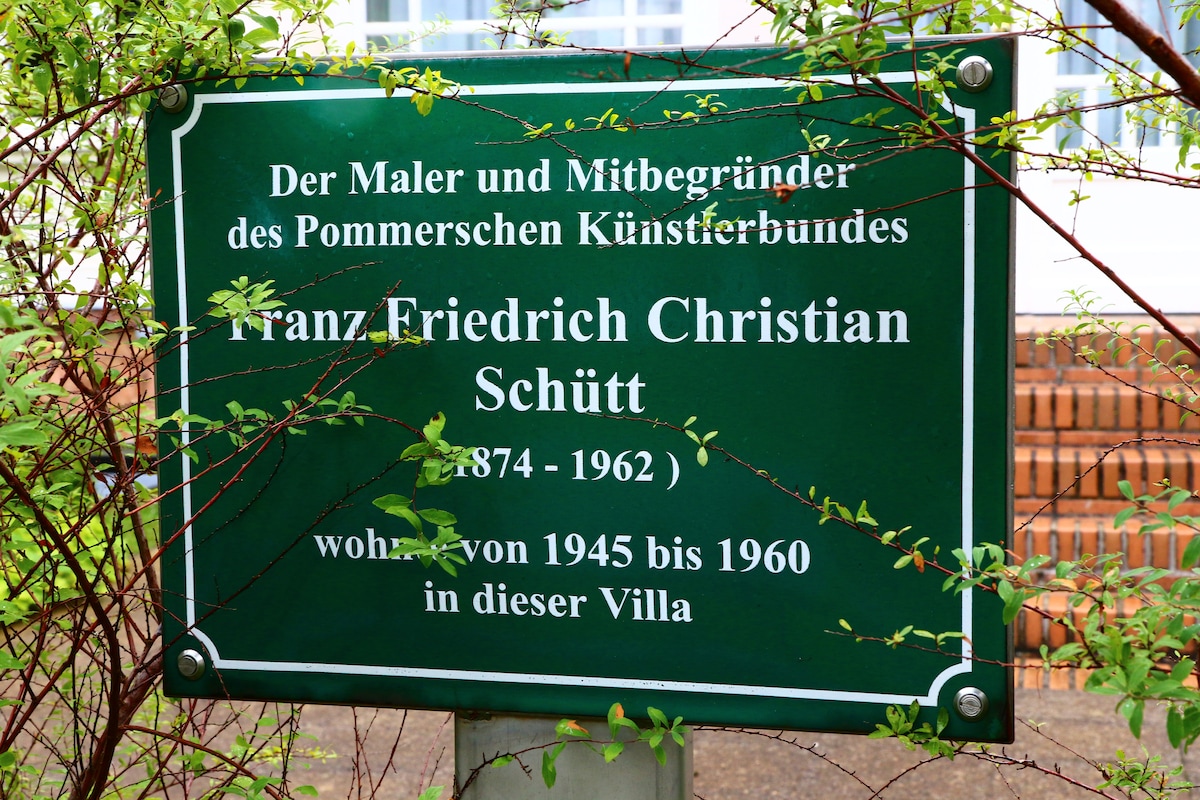 Der Maler und Mitbegründer
des Pommerschen Künstlerbundes
Franz Friedrich Christian
Schütt
(1874 - 1962 )
wohnte von 1945 bis 1960
in dieser Villa